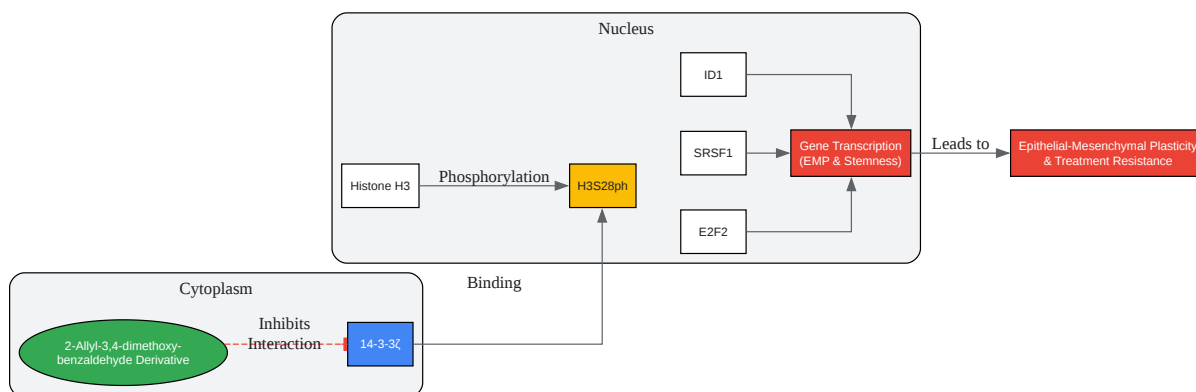 Nucleus
ID1
SRSF1
Gene Transcription
(EMP & Stemness)
Leads to
Epithelial-Mesenchymal Plasticity
& Treatment Resistance
Histone H3
Phosphorylation
H3S28ph
E2F2
Binding
Cytoplasm
2-Allyl-3,4-dimethoxy-
benzaldehyde Derivative
Inhibits
Interaction
14-3-3ζ